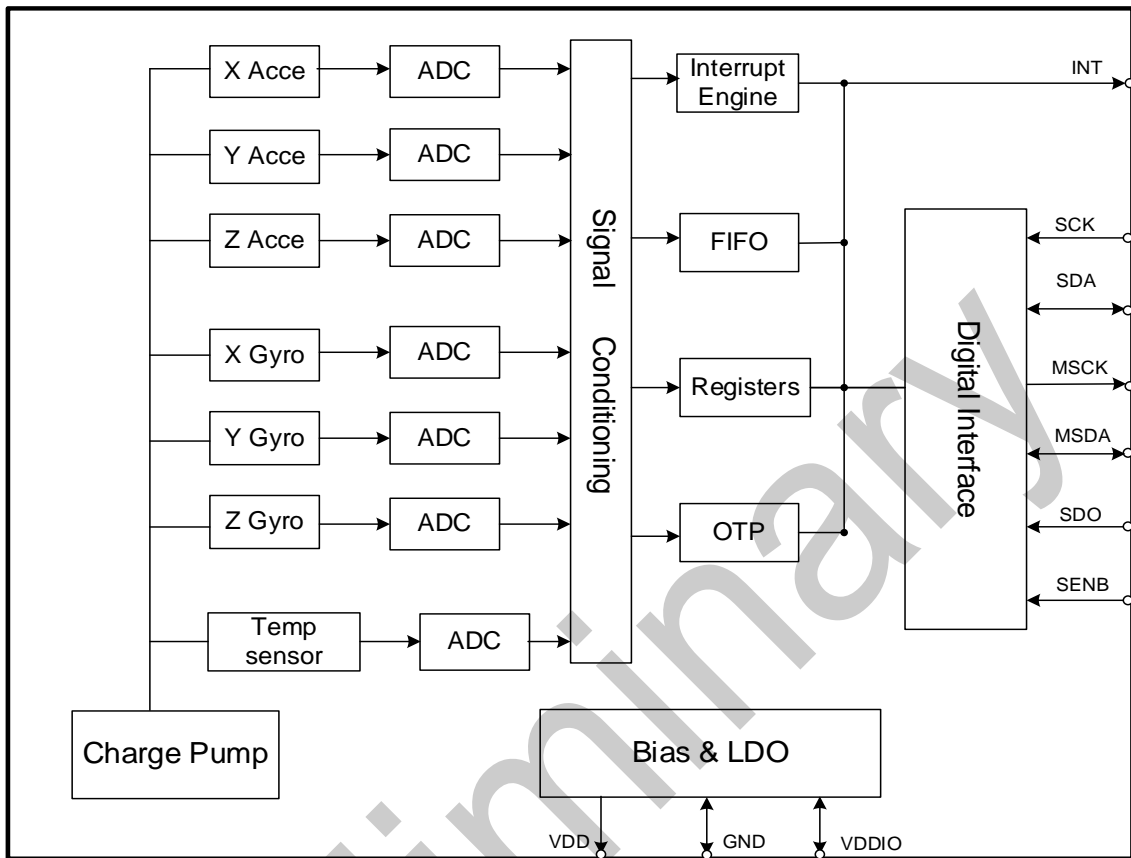 X Acce
ADC
Interrupt
Engine
INT
Y Acce
ADC
Z Acce
ADC
Signal Conditioning
FIFO
SCK
SDA
X Gyro
ADC
Registers
Digital Interface
MSCK
Y Gyro
ADC
MSDA
Z Gyro
ADC
OTP
SDO
SENB
Temp
sensor
ADC
Charge Pump
Bias & LDO
VDD
GND
VDDIO
liminary